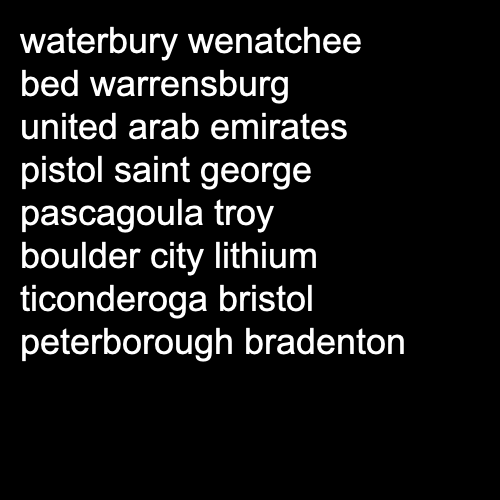 waterbury wenatchee
bed warrensburg
united arab emirates
pistol saint george
pascagoula troy
boulder city lithium
ticonderoga bristol
peterborough bradenton